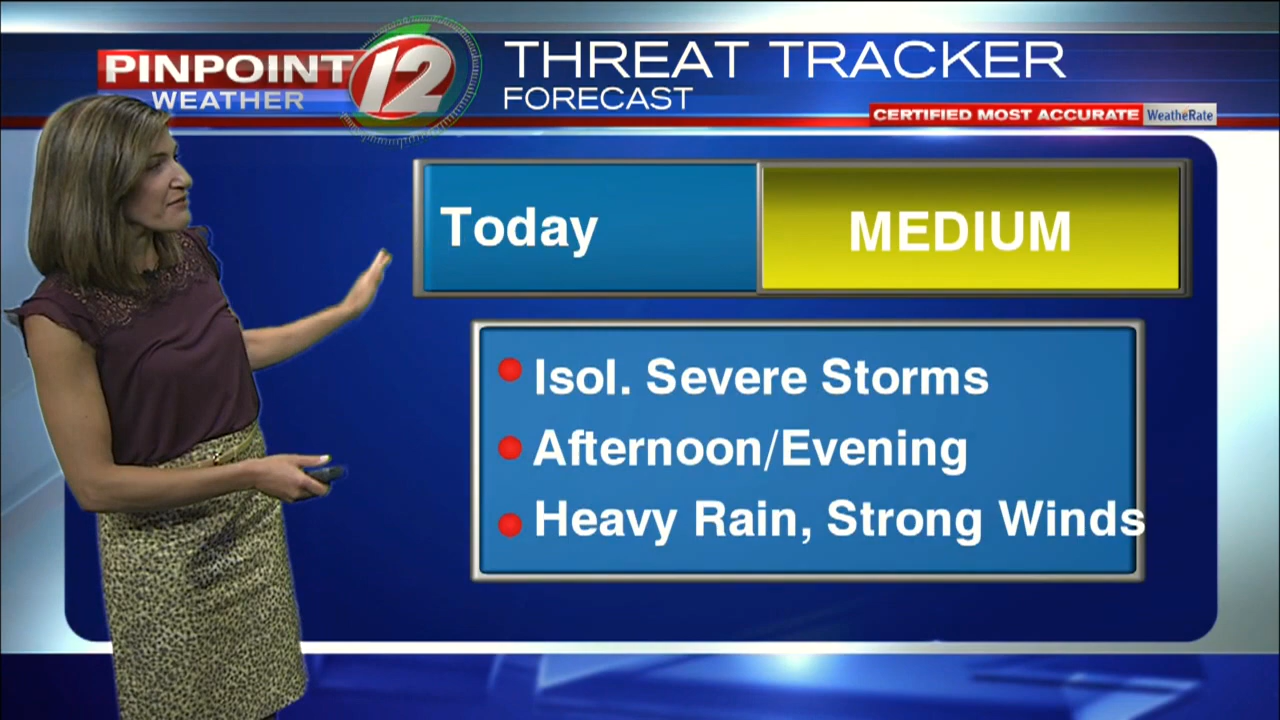 PINPOINT 12
WEATHER
THREAT TRACKER
FORECAST
CERTIFIED MOST ACCURATE WeatheRate
Today MEDIUM
Isol. Severe Storms
Afternoon/Evening
Heavy Rain, Strong Winds